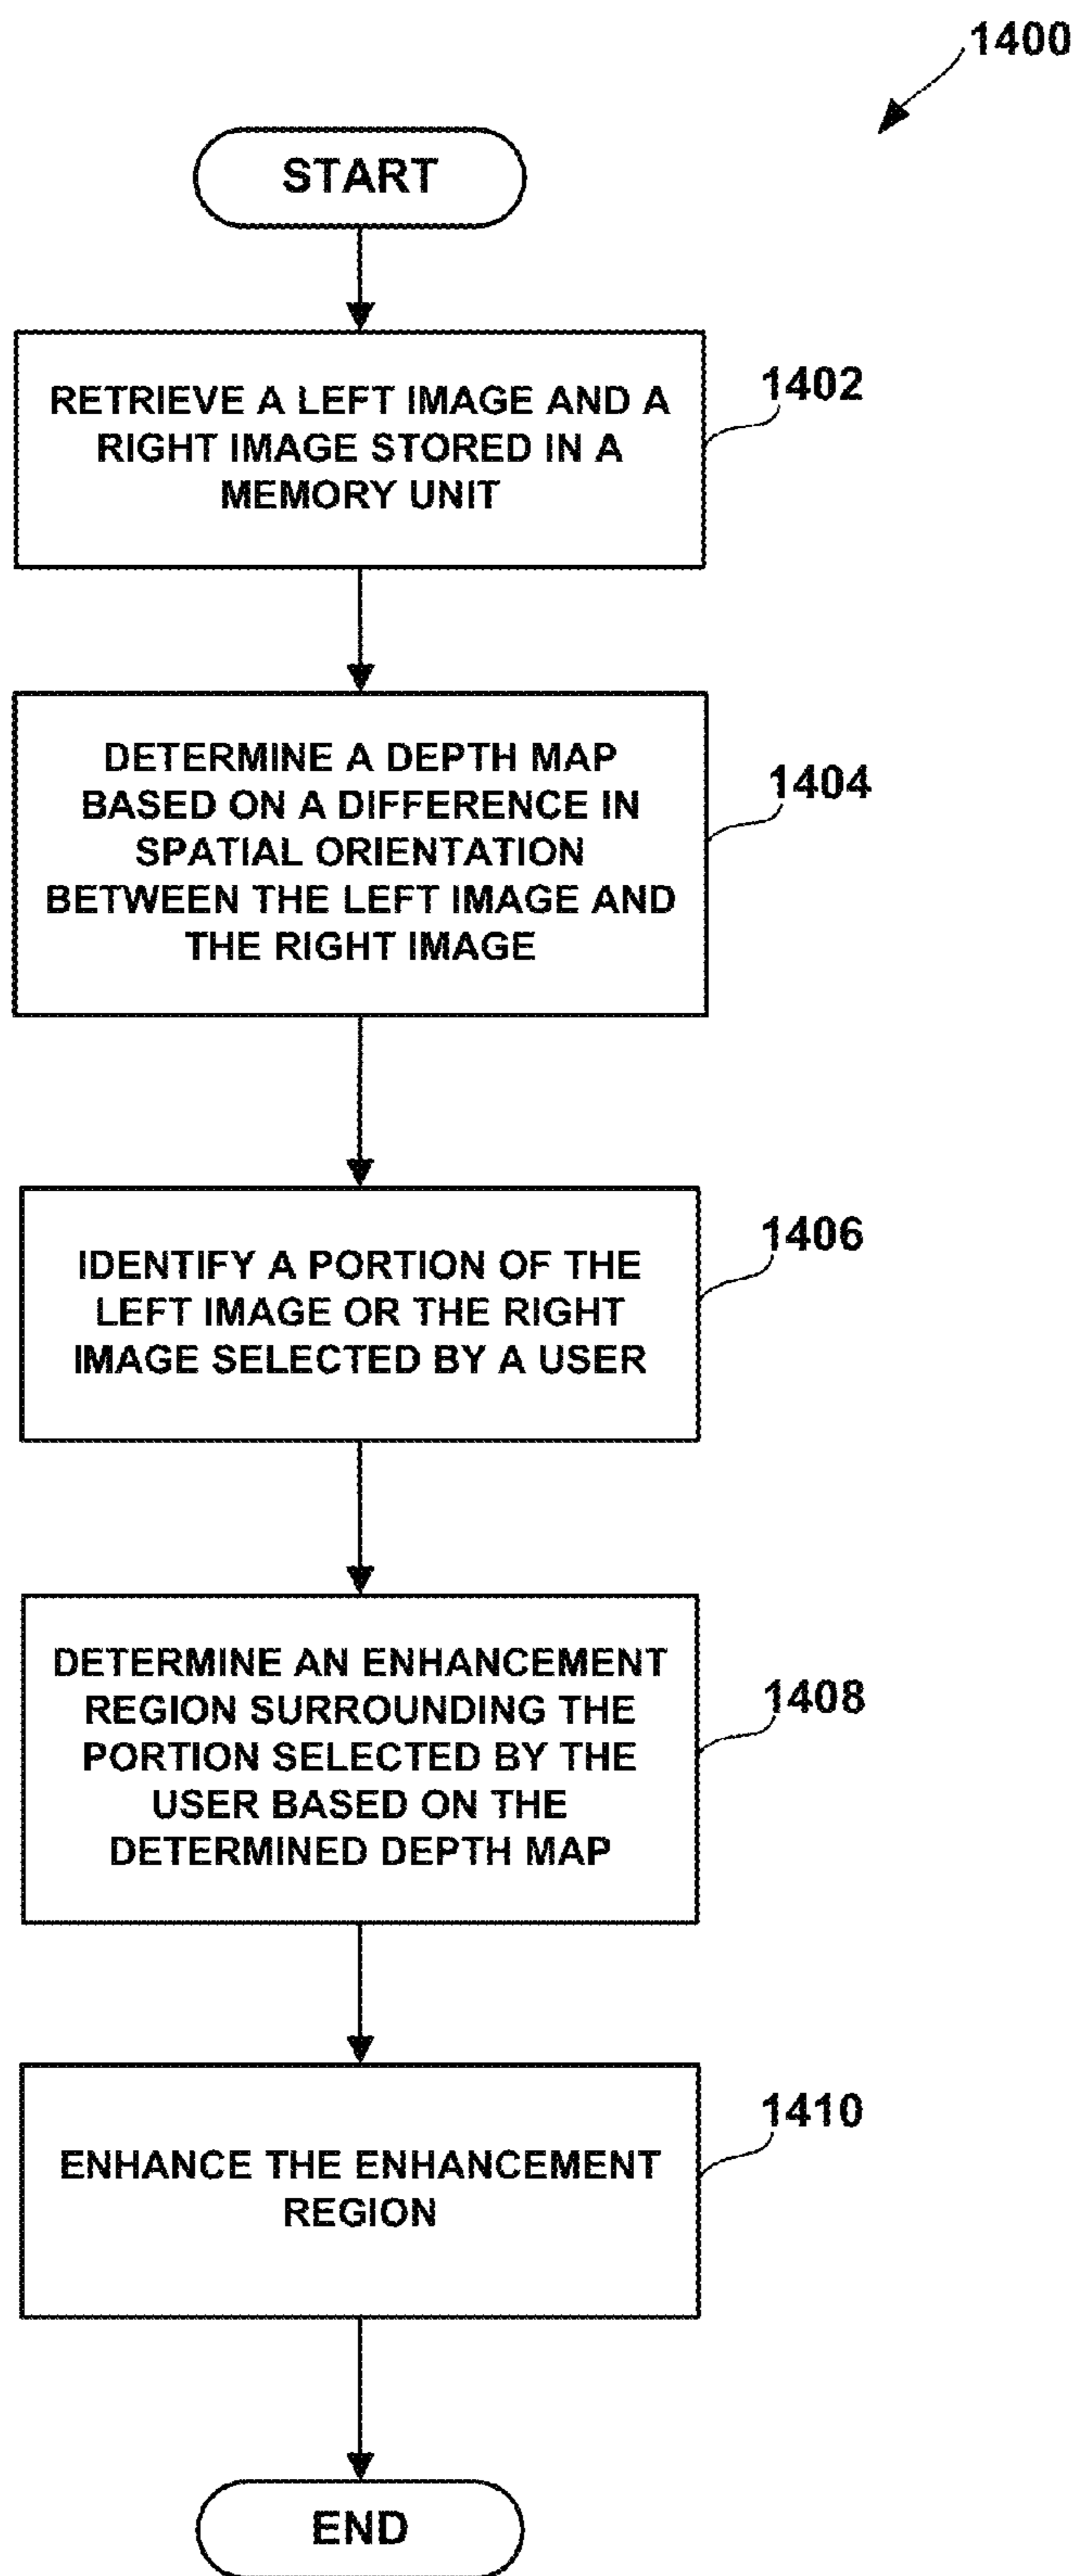 1400
START
RETRIEVE A LEFT IMAGE AND A
RIGHT IMAGE STORED IN A
MEMORY UNIT
1402
DETERMINE A DEPTH MAP
BASED ON A DIFFERENCE IN
SPATIAL ORIENTATION
BETWEEN THE LEFT IMAGE AND
THE RIGHT IMAGE
1404
IDENTIFY A PORTION OF THE
LEFT IMAGE OR THE RIGHT
IMAGE SELECTED BY A USER
1406
DETERMINE AN ENHANCEMENT
REGION SURROUNDING THE
PORTION SELECTED BY THE
USER BASED ON THE
DETERMINED DEPTH MAP
1408
ENHANCE THE ENHANCEMENT
REGION
1410
END